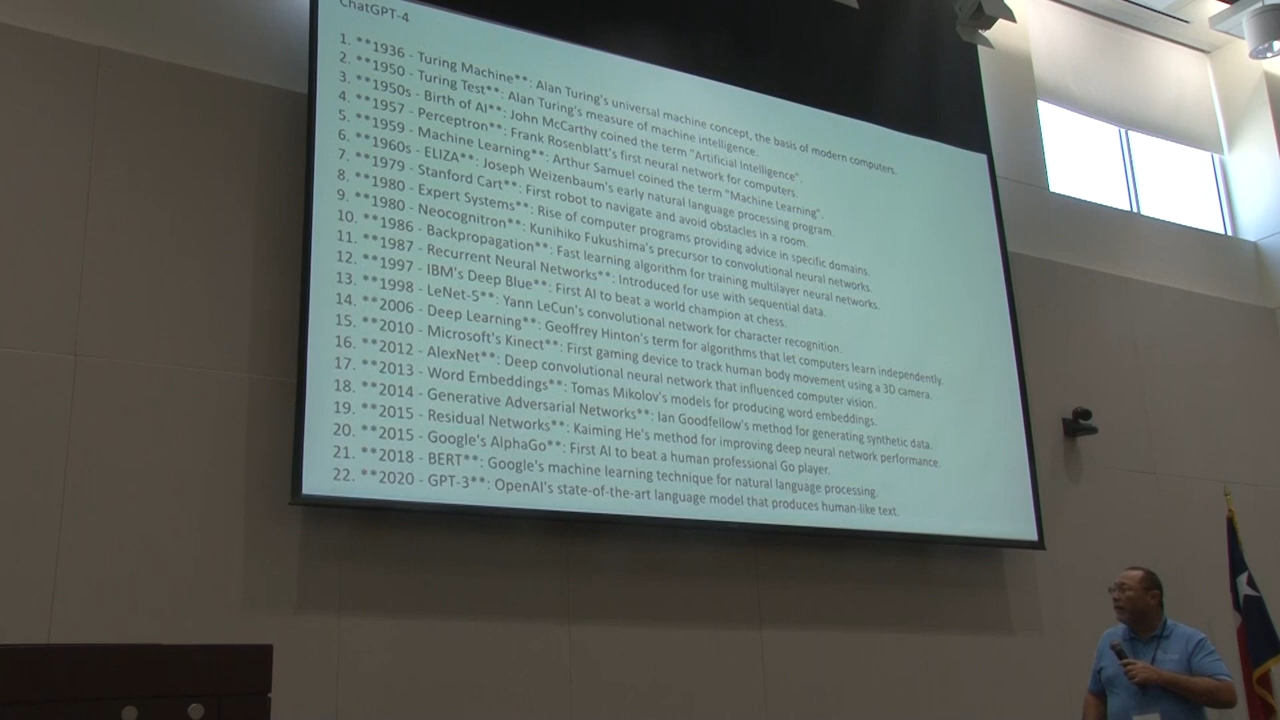 ChatGPT-4
1. **1936 - Turing Machine**: Alan Turing's universal machine concept, the basis of modern computers.
2. **1950 - Turing Test**: Alan Turing's measure of machine intelligence.
3. **1950s - Birth of AI**: John McCarthy coined the term "Artificial Intelligence".
4. **1957 - Perceptron**: Frank Rosenblatt's first neural network for computers.
5. **1959 - Machine Learning**: Arthur Samuel coined the term "Machine Learning".
6. **1960s - ELIZA**: Joseph Weizenbaum's early natural language processing program.
7. **1979 - Stanford Cart**: First robot to navigate and avoid obstacles in a room.
8. **1980 - Expert Systems**: Rise of computer programs providing advice in specific domains.
9. **1980 - Neocognitron**: Kunihiko Fukushima's precursor to convolutional neural networks.
10. **1986 - Backpropagation**: Fast learning algorithm for training multilayer neural networks.
11. **1987 - Recurrent Neural Networks**: Introduced for use with sequential data.
12. **1997 - IBM's Deep Blue**: First AI to beat a world champion at chess.
13. **1998 - LeNet-5**: Yann LeCun's convolutional network for character recognition.
14. **2006 - Deep Learning**: Geoffrey Hinton's term for algorithms that let computers learn independently.
15. **2010 - Microsoft's Kinect**: First gaming device to track human body movement using a 3D camera.
16. **2012 - AlexNet**: Deep convolutional neural network that influenced computer vision.
17. **2013 - Word Embeddings**: Tomas Mikolov's models for producing word embeddings.
18. **2014 - Generative Adversarial Networks**: Ian Goodfellow's method for generating synthetic data.
19. **2015 - Residual Networks**: Kaiming He's method for improving deep neural network performance.
20. **2015 - Google's AlphaGo**: First AI to beat a human professional Go player.
21. **2018 - BERT**: Google's machine learning technique for natural language processing.
22. **2020 - GPT-3**: OpenAI's state-of-the-art language model that produces human-like text.